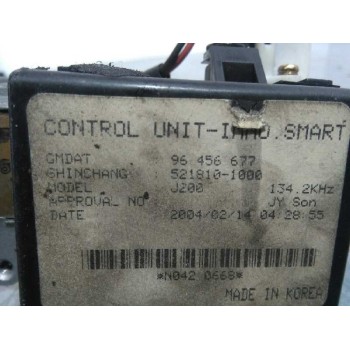 CONTROL UNIT-IMMO.SMART
GMDAT 96 456 677
SHINCHANG 521810-1000
MODEL J200 134.2KHz
APPROVAL NO JY Son
DATE 2004/02/14 04:28:55
*N042 0668*
MADE IN KOREA